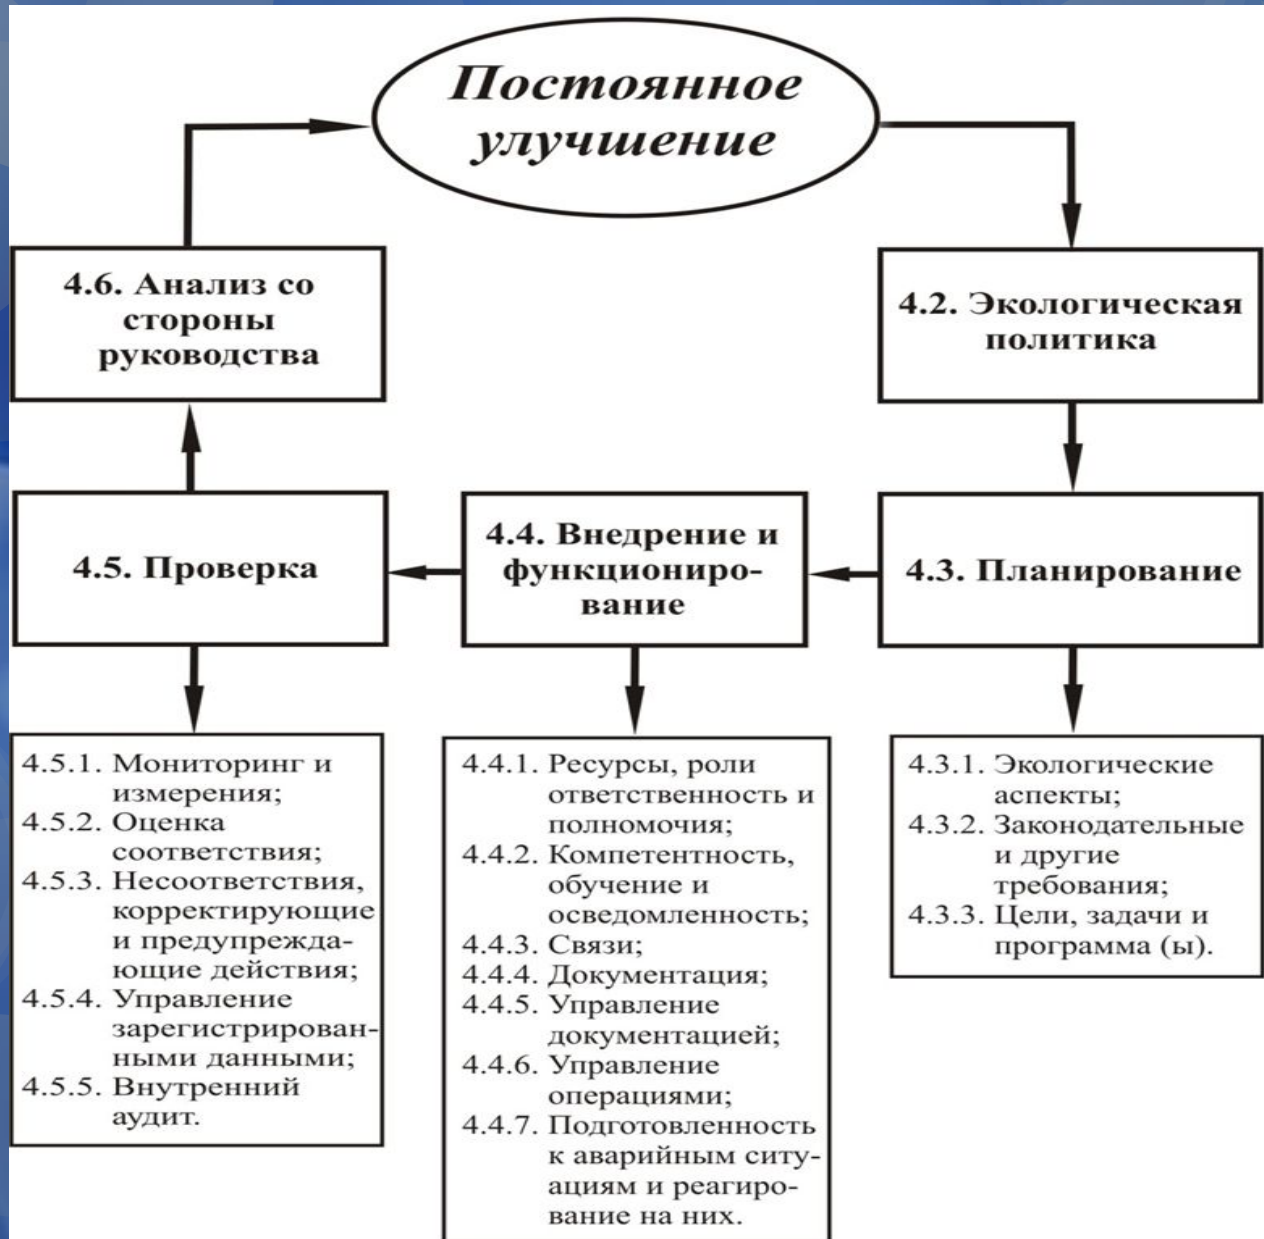 Постоянное
улучшение
4.6. Анализ со
стороны
руководства
4.2. Экологическая
политика
4.5. Проверка
4.4. Внедрение и
функциониро-
вание
4.3. Планирование
4.5.1. Мониторинг и
измерения;
4.5.2. Оценка
соответствия;
4.5.3. Несоответствия,
корректирующие
и предупрежда-
ющие действия;
4.5.4. Управление
зарегистрирован-
ными данными;
4.5.5. Внутренний
аудит.
4.4.1. Ресурсы, роли
ответственность и
полномочия;
4.4.2. Компетентность,
обучение и
осведомленность;
4.4.3. Связи;
4.4.4. Документация;
4.4.5. Управление
документацией;
4.4.6. Управление
операциями;
4.4.7. Подготовленность
к аварийным ситу-
ациям и реагиро-
вание на них.
4.3.1. Экологические
аспекты;
4.3.2. Законодательные
и другие
требования;
4.3.3. Цели, задачи и
программа (ы).